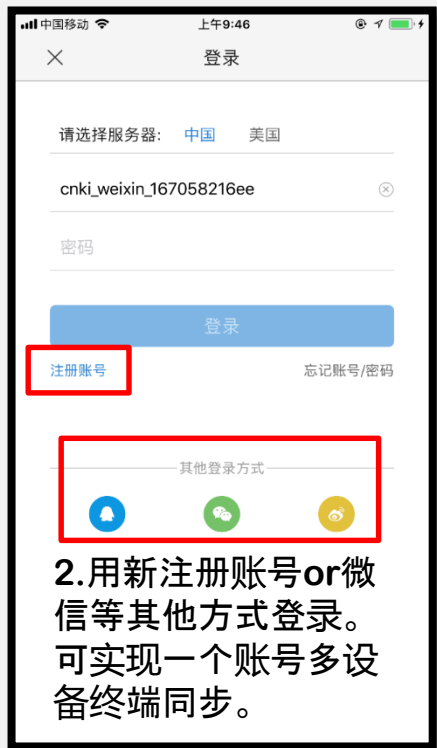 中国移动 上午9:46
登录
请选择服务器: 中国 美国
cnki_weixin_167058216ee
密码
登录
注册账号 忘记账号/密码
其他登录方式
2.用新注册账号or微
信等其他方式登录。
可实现一个账号多设
备终端同步。